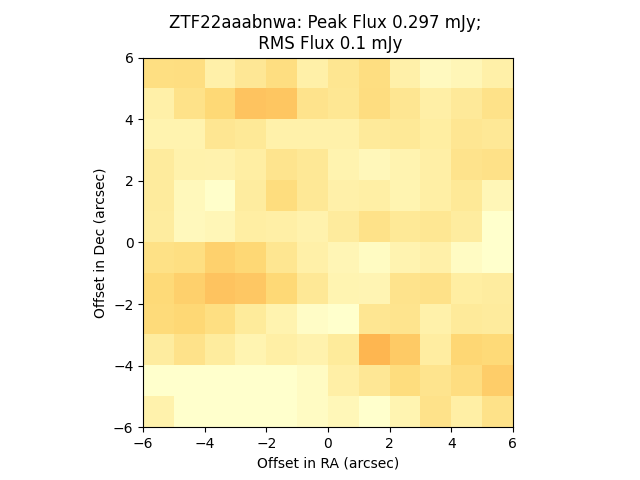 ZTF22aaabnwa: Peak Flux 0.297 mJy;
RMS Flux 0.1 mJy
6
4
2
0
−2
−4
−6
Offset in Dec (arcsec)
−6 −4 −2 0 2 4 6
Offset in RA (arcsec)